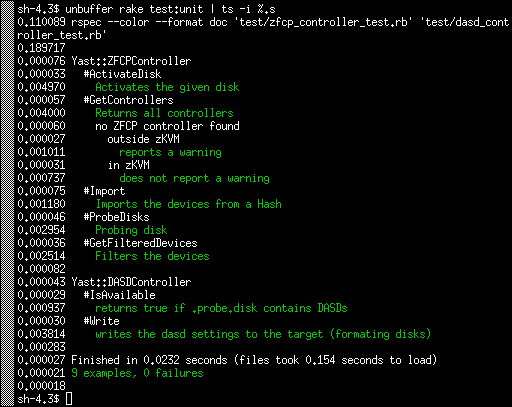 sh-4.3$ unbuffer rake test:unit | ts -i %.s
0.110089 rspec --color --format doc 'test/zfcp_controller_test.rb' 'test/dasd_cont
roller_test.rb'
0.189717
0.000076 Yast::ZFCPController
0.000033   #ActivateDisk
0.004970     Activates the given disk
0.000057   #GetControllers
0.004000     Returns all controllers
0.000060     no ZFCP controller found
0.000027       outside zKVM
0.001011         reports a warning
0.000031       in zKVM
0.000737         does not report a warning
0.000075   #Import
0.001180     Imports the devices from a Hash
0.000046   #ProbeDisks
0.002954     Probing disk
0.000036   #GetFilteredDevices
0.002514     Filters the devices
0.000082
0.000043 Yast::DASDController
0.000029   #IsAvailable
0.000937     returns true if .probe.disk contains DASDs
0.000030   #Write
0.003814     writes the dasd settings to the target (formating disks)
0.000283
0.000027 Finished in 0.0232 seconds (files took 0.154 seconds to load)
0.000021 9 examples, 0 failures
0.000018
sh-4.3$